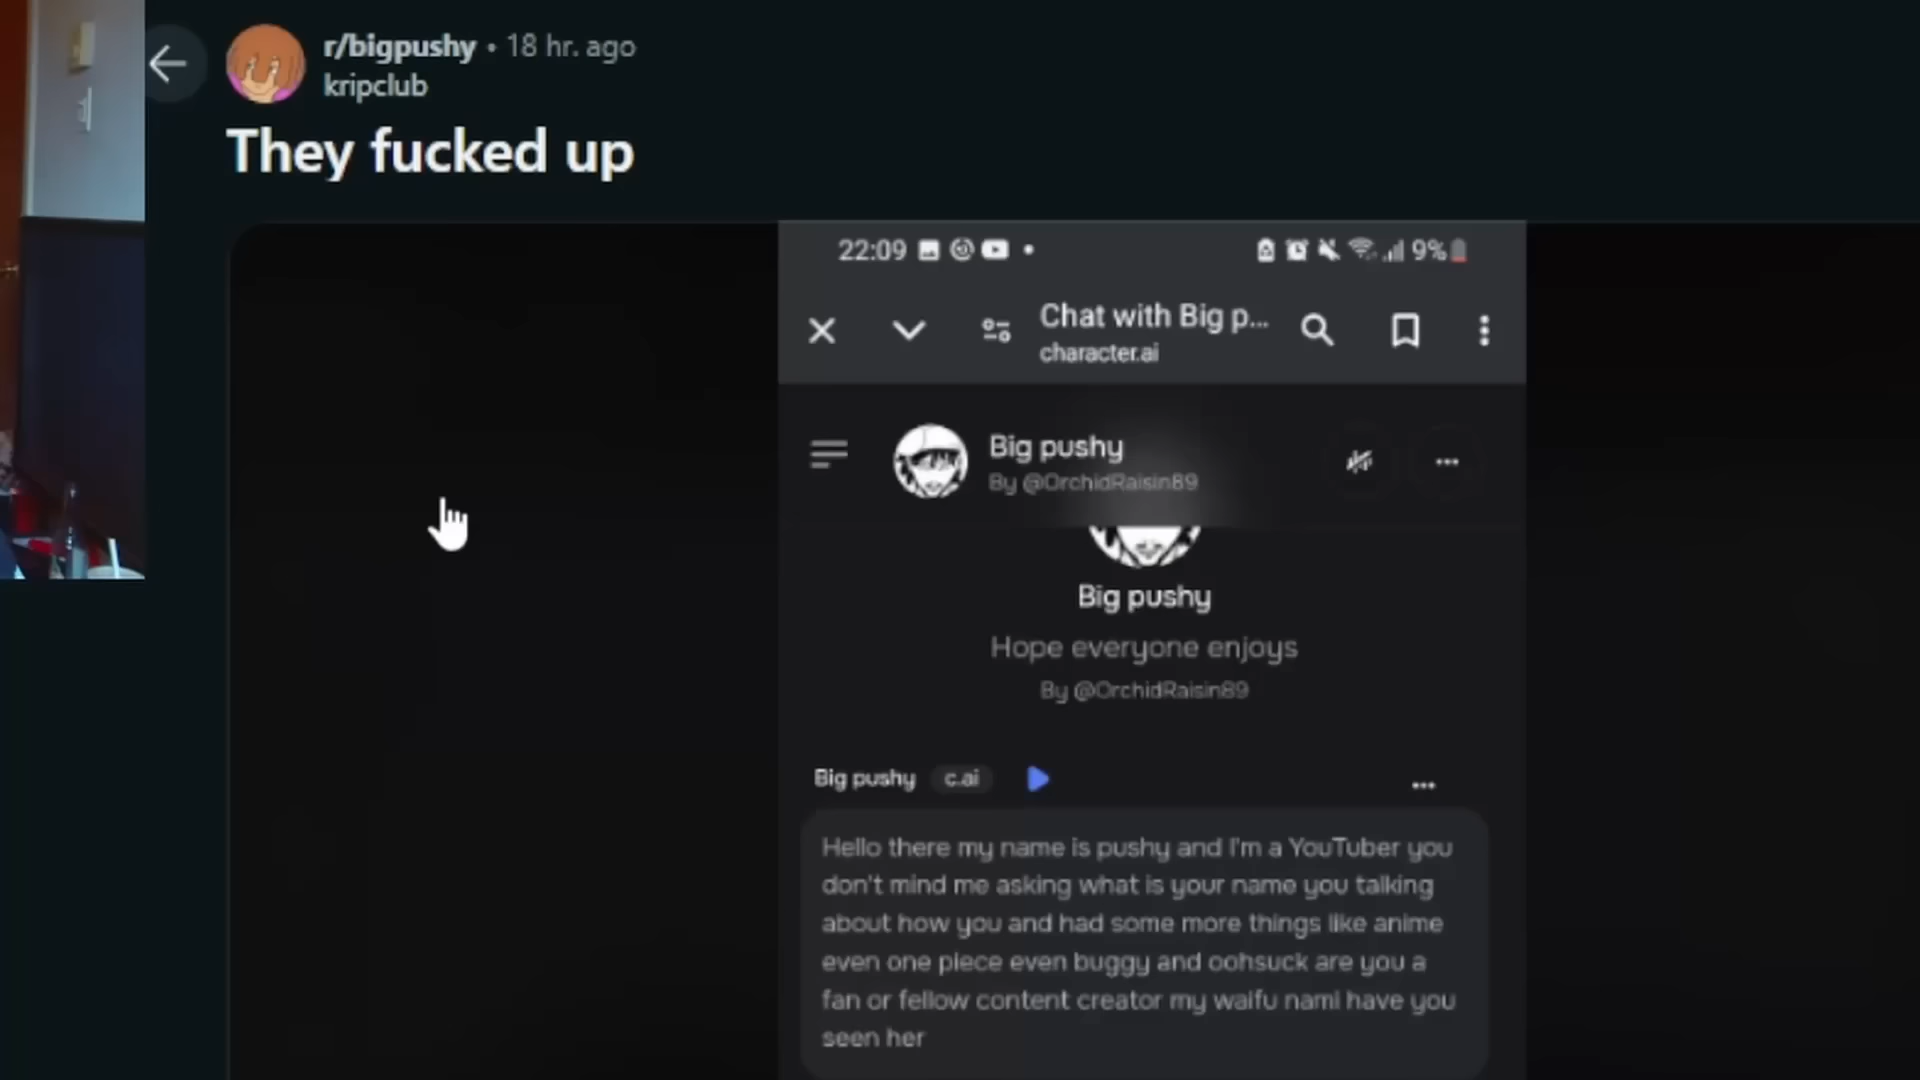 r/bigpushy • 18 hr. ago
kripclub
They fucked up
22:09 9%
Chat with Big p...
character.ai
Big pushy
By @OrchidRaisin89
Big pushy
Hope everyone enjoys
By @OrchidRaisin89
Big pushy c.ai
Hello there my name is pushy and I'm a YouTuber you
don't mind me asking what is your name you talking
about how you and had some more things like anime
even one piece even buggy and oohsuck are you a
fan or fellow content creator my waifu nami have you
seen her